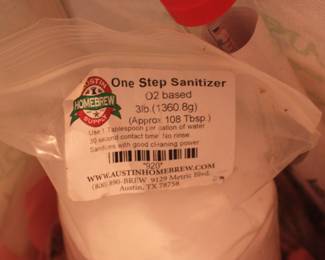 AUSTIN
HOMEBREW
SUPPLY
One Step Sanitizer
O2 based
3lb.(1360.8g)
(Approx: 108 Tbsp.)
Use 1 Tablespoon per gallon of water
30 second contact time. No rinse.
Sanitizes with good cleaning power
*920*
WWW.AUSTINHOMEBREW.COM
(800)890-BREW 9129 Metric Blvd.
Austin, TX 78758